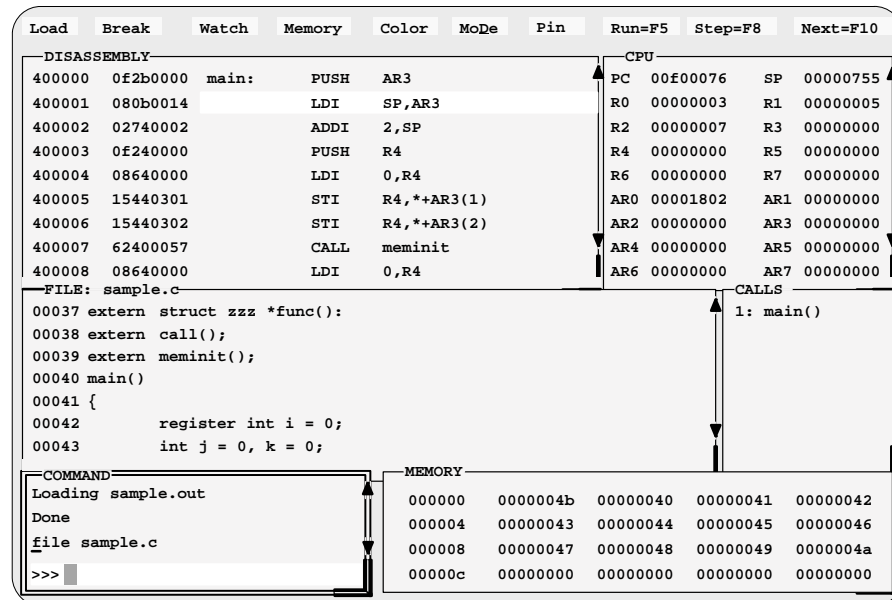 Load Break Watch Memory Color MoDe Pin Run=F5 Step=F8 Next=F10
DISASSEMBLY
400000 0f2b0000 main: PUSH AR3
400001 080b0014 LDI SP,AR3
400002 02740002 ADDI 2,SP
400003 0f240000 PUSH R4
400004 08640000 LDI 0,R4
400005 15440301 STI R4,*+AR3(1)
400006 15440302 STI R4,*+AR3(2)
400007 62400057 CALL meminit
400008 08640000 LDI 0,R4
CPU
PC 00f00076 SP 00000755
R0 00000003 R1 00000005
R2 00000007 R3 00000000
R4 00000000 R5 00000000
R6 00000000 R7 00000000
AR0 00001802 AR1 00000000
AR2 00000000 AR3 00000000
AR4 00000000 AR5 00000000
AR6 00000000 AR7 00000000
FILE: sample.c
00037 extern struct zzz *func():
00038 extern call();
00039 extern meminit();
00040 main()
00041 {
00042 register int i = 0;
00043 int j = 0, k = 0;
CALLS
1: main()
COMMAND
Loading sample.out
Done
file sample.c
>>>
MEMORY
000000 0000004b 00000040 00000041 00000042
000004 00000043 00000044 00000045 00000046
000008 00000047 00000048 00000049 0000004a
00000c 00000000 00000000 00000000 00000000